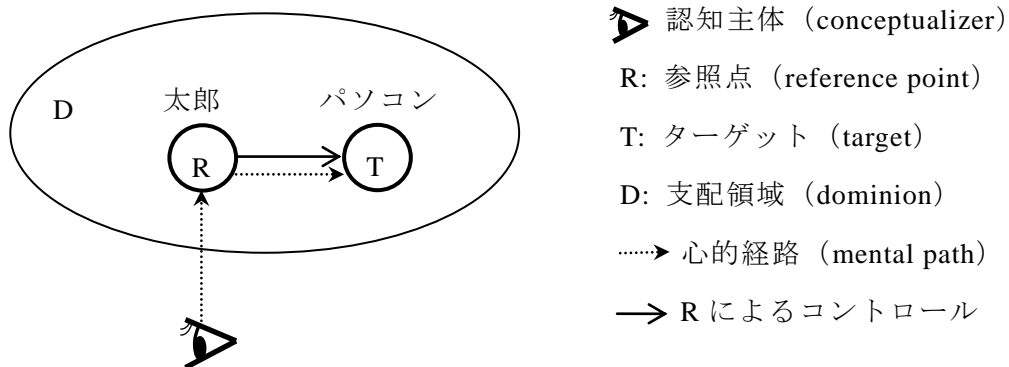 D
太郎
パソコン
R
T
認知主体（conceptualizer）
R: 参照点（reference point）
T: ターゲット（target）
D: 支配領域（dominion）
心的経路（mental path）
R によるコントロール